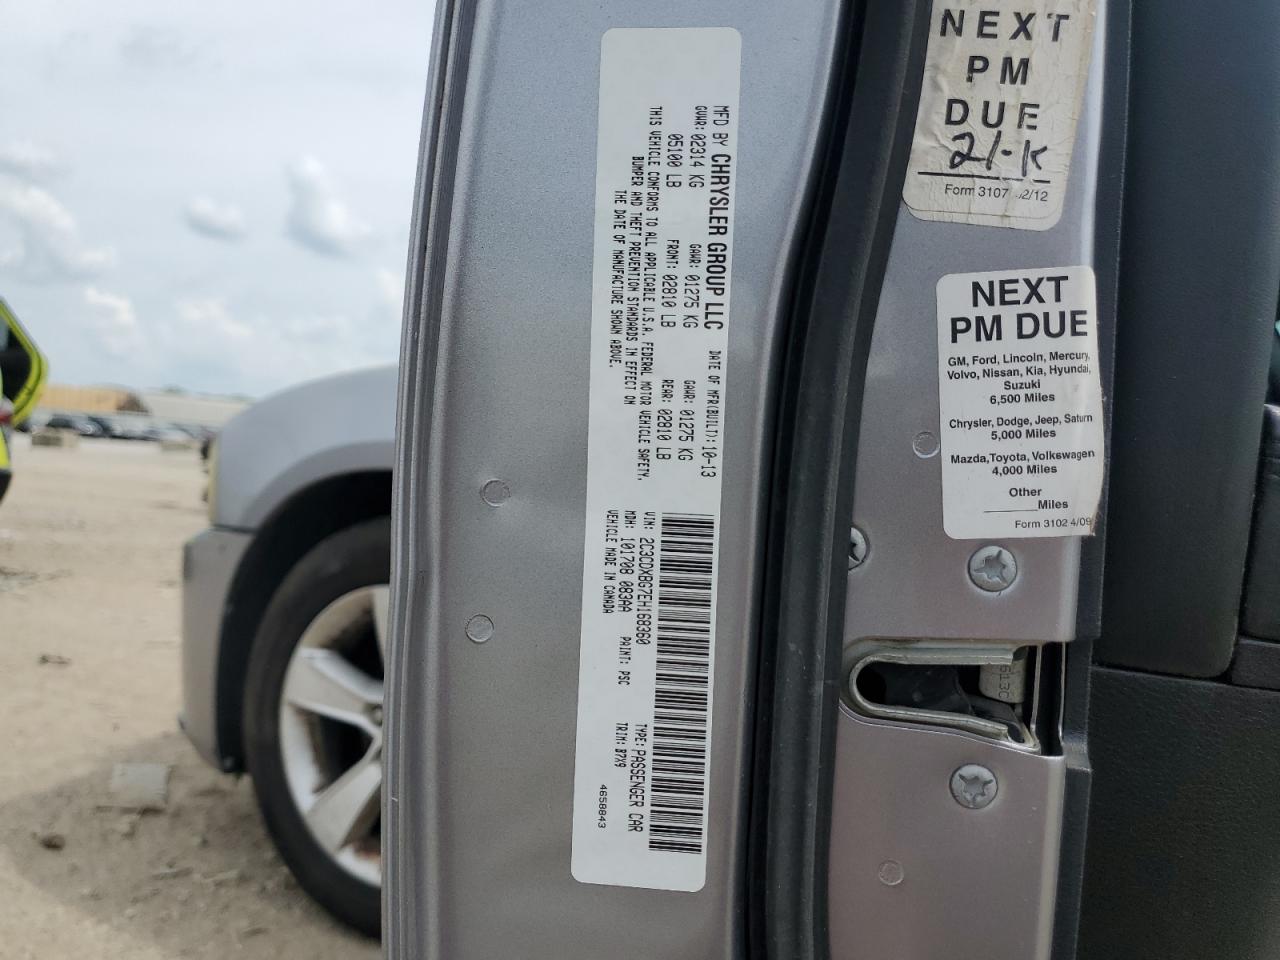 MFD BY CHRYSLER GROUP LLC DATE OF MFR(BUILT): 10-13
GVWR: 02314 KG GAWR: 01275 KG GAWR: 01275 KG
05100 LB FRONT: 02810 LB REAR: 02810 LB
THIS VEHICLE CONFORMS TO ALL APPLICABLE U.S.A. FEDERAL MOTOR VEHICLE SAFETY,
BUMPER AND THEFT PREVENTION STANDARDS IN EFFECT ON
THE DATE OF MANUFACTURE SHOWN ABOVE.
VIN: 2C3CDXBG7EH168360 TYPE: PASSENGER CAR
MDH: 101708 083AA PAINT: PSC TRIM: B7X9
VEHICLE MADE IN CANADA
4658843
NEXT
PM
DUE
21-K
Form 3107 2/12
NEXT
PM DUE
GM, Ford, Lincoln, Mercury,
Volvo, Nissan, Kia, Hyundai,
Suzuki
6,500 Miles
Chrysler, Dodge, Jeep, Saturn
5,000 Miles
Mazda,Toyota, Volkswagen
4,000 Miles
Other
______Miles
Form 3102 4/09